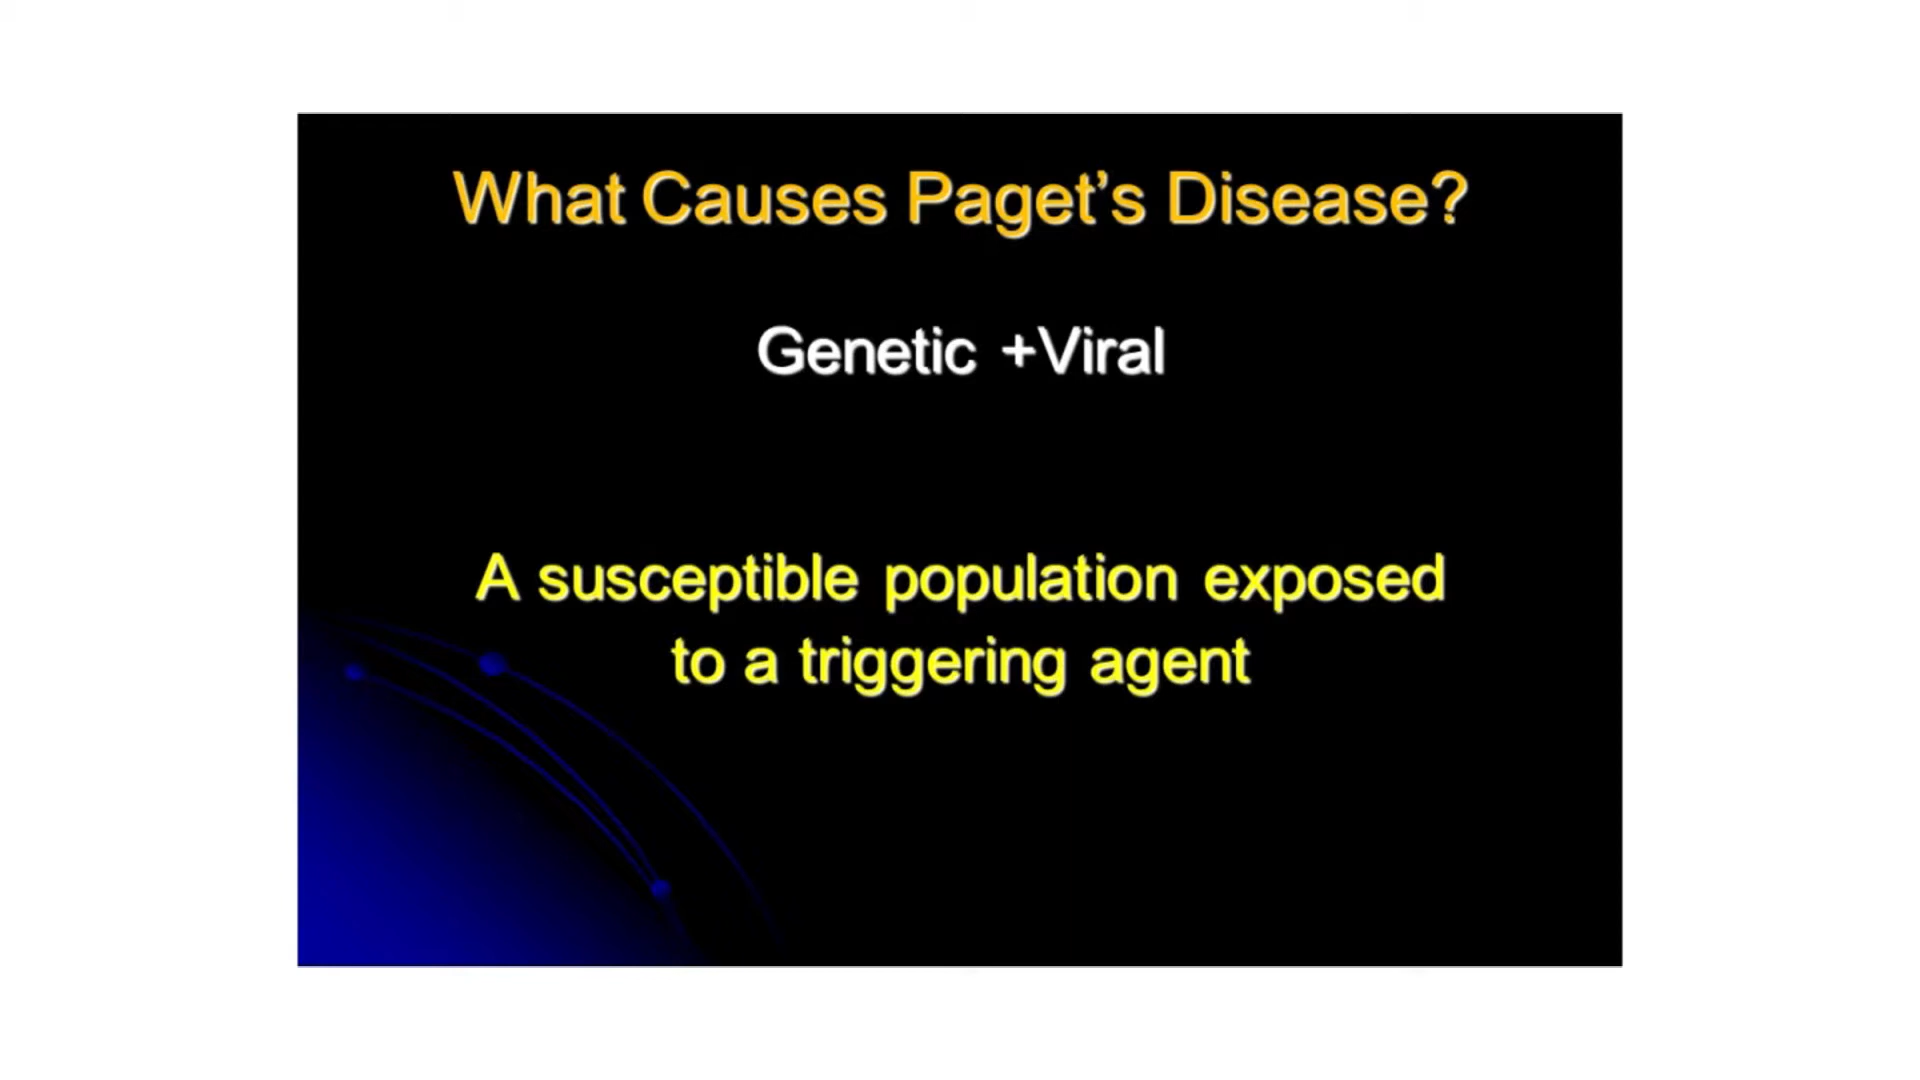 What Causes Paget’s Disease?
Genetic +Viral
A susceptible population exposed
to a triggering agent